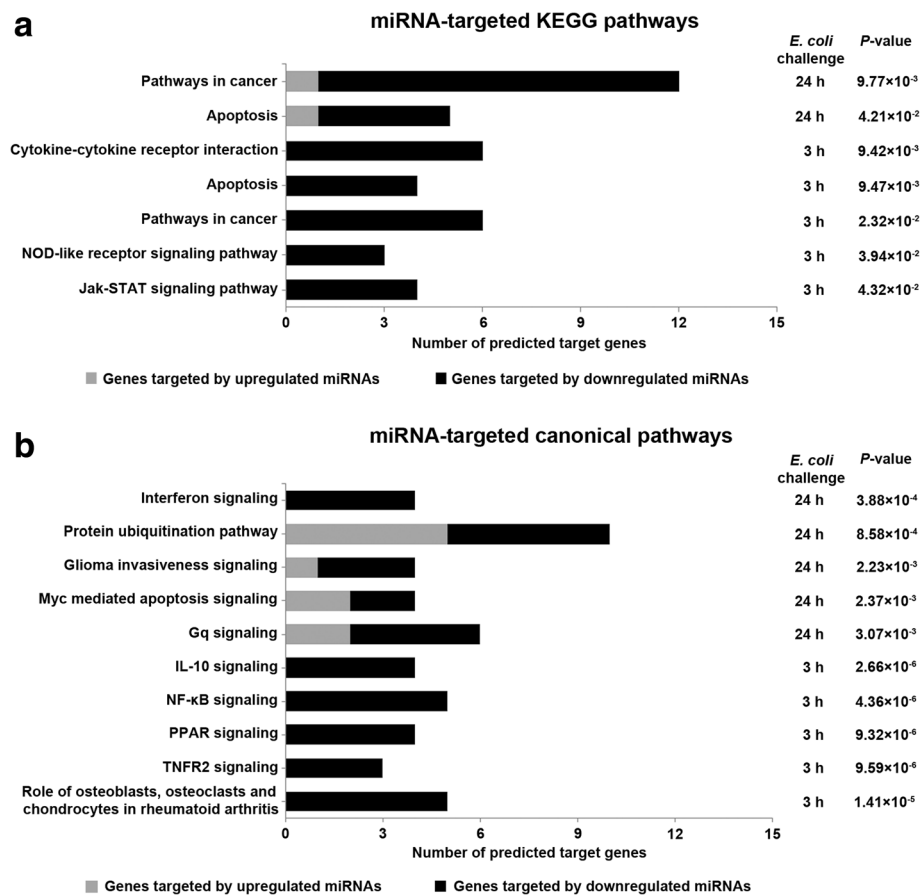 a
miRNA-targeted KEGG pathways
E. coli challenge
P-value
Pathways in cancer 24 h 9.77×10⁻³
Apoptosis 24 h 4.21×10⁻²
Cytokine-cytokine receptor interaction 3 h 9.42×10⁻³
Apoptosis 3 h 9.47×10⁻³
Pathways in cancer 3 h 2.32×10⁻²
NOD-like receptor signaling pathway 3 h 3.94×10⁻²
Jak-STAT signaling pathway 3 h 4.32×10⁻²
0 3 6 9 12 15
Number of predicted target genes
Genes targeted by upregulated miRNAs Genes targeted by downregulated miRNAs
b
miRNA-targeted canonical pathways
E. coli challenge
P-value
Interferon signaling 24 h 3.88×10⁻⁴
Protein ubiquitination pathway 24 h 8.58×10⁻⁴
Glioma invasiveness signaling 24 h 2.23×10⁻³
Myc mediated apoptosis signaling 24 h 2.37×10⁻³
Gq signaling 24 h 3.07×10⁻³
IL-10 signaling 3 h 2.66×10⁻⁶
NF-κB signaling 3 h 4.36×10⁻⁶
PPAR signaling 3 h 9.32×10⁻⁶
TNFR2 signaling 3 h 9.59×10⁻⁶
Role of osteoblasts, osteoclasts and
chondrocytes in rheumatoid arthritis 3 h 1.41×10⁻⁵
0 3 6 9 12 15
Number of predicted target genes
Genes targeted by upregulated miRNAs Genes targeted by downregulated miRNAs